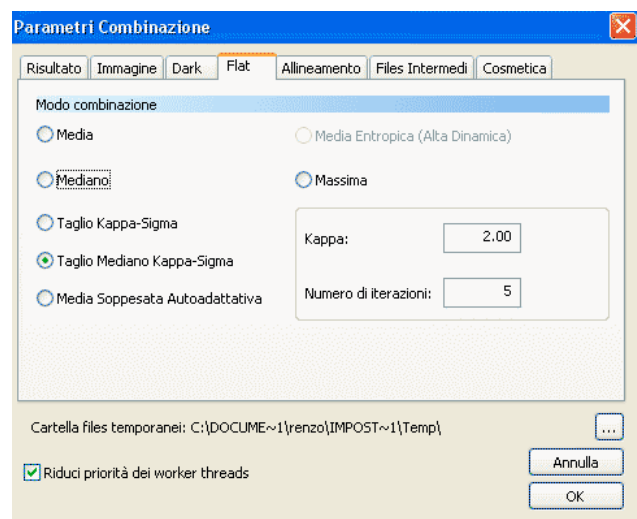 Parametri Combinazione
Risultato Immagine Dark Flat Allineamento Files Intermedi Cosmetica
Modo combinazione
Media
Media Entropica (Alta Dinamica)
Mediano
Massima
Taglio Kappa-Sigma
Taglio Mediano Kappa-Sigma
Media Soppesata Autoadattativa
Kappa: 2.00
Numero di iterazioni: 5
Cartella files temporanei: C:\DOCUME~1\renzo\IMPOST~1\Temp\
...
Riduci priorità dei worker threads
Annulla
OK